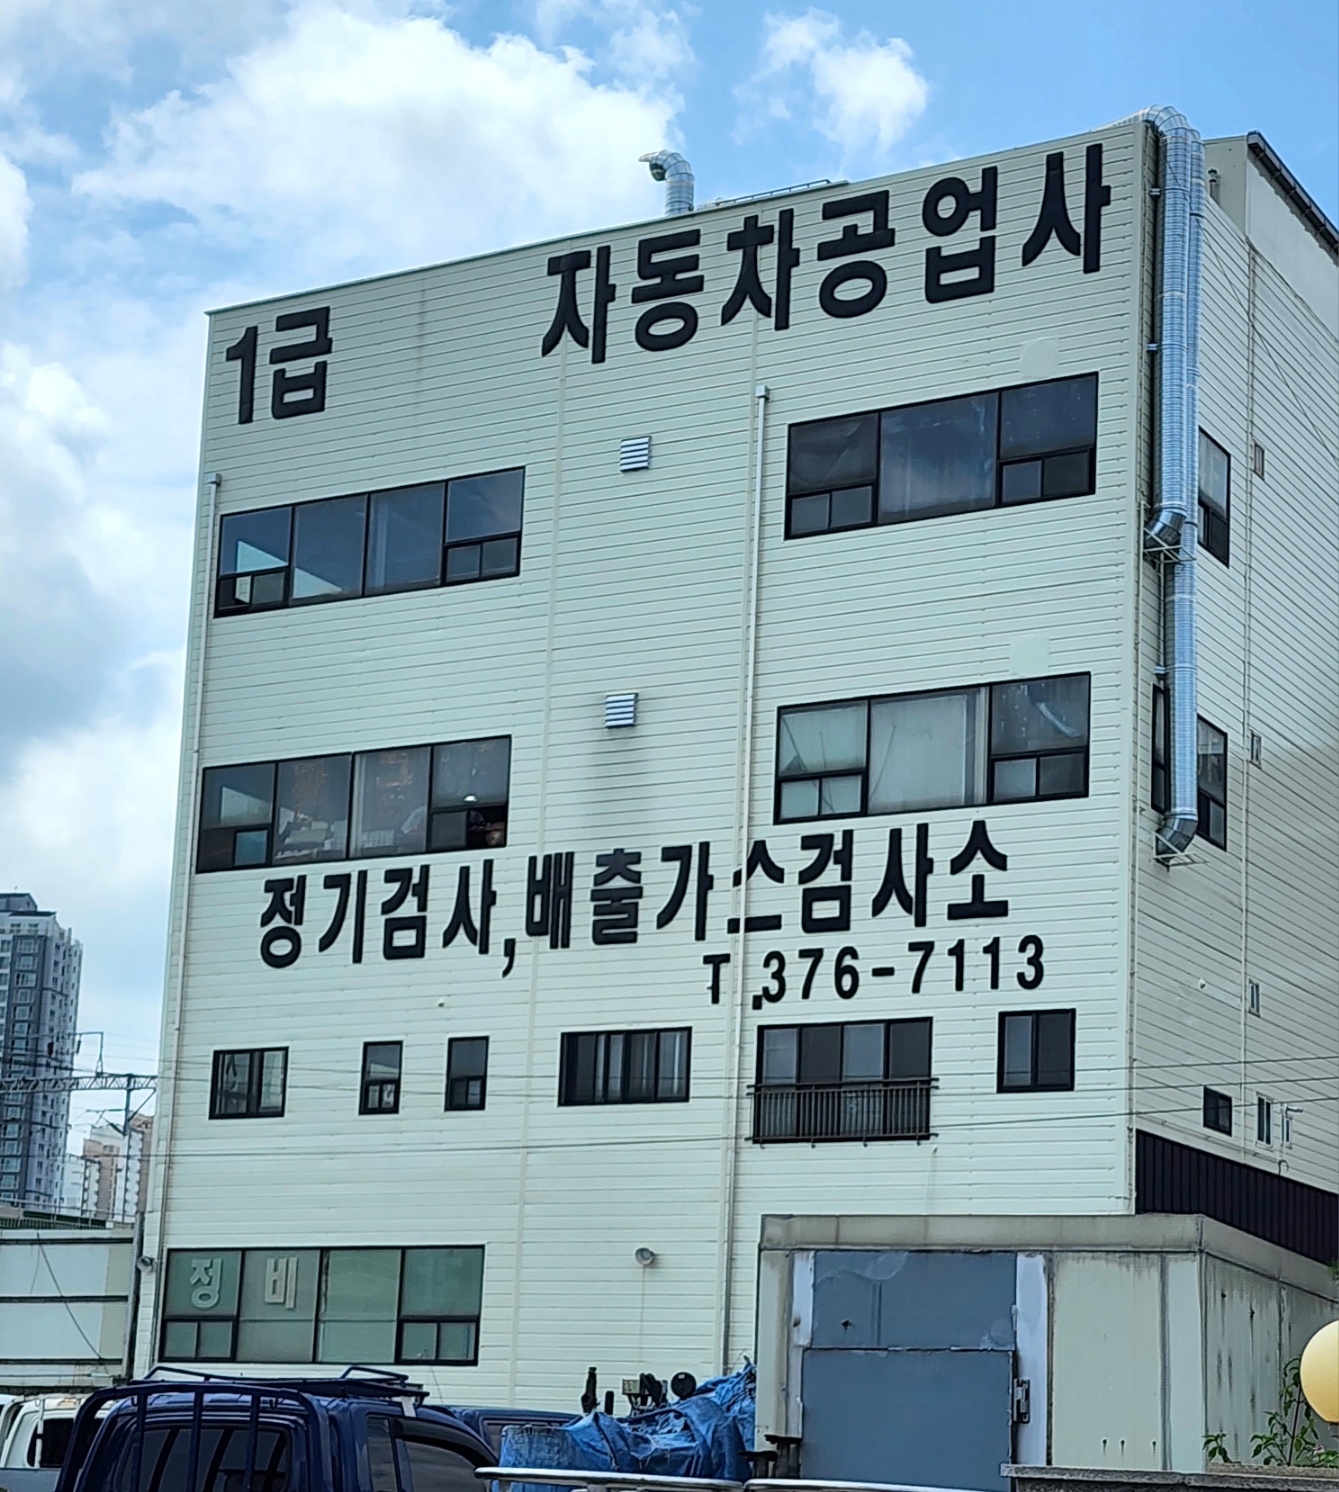 1급 자동차공업사
정기검사,배출가스검사소
T.376-7113
정비